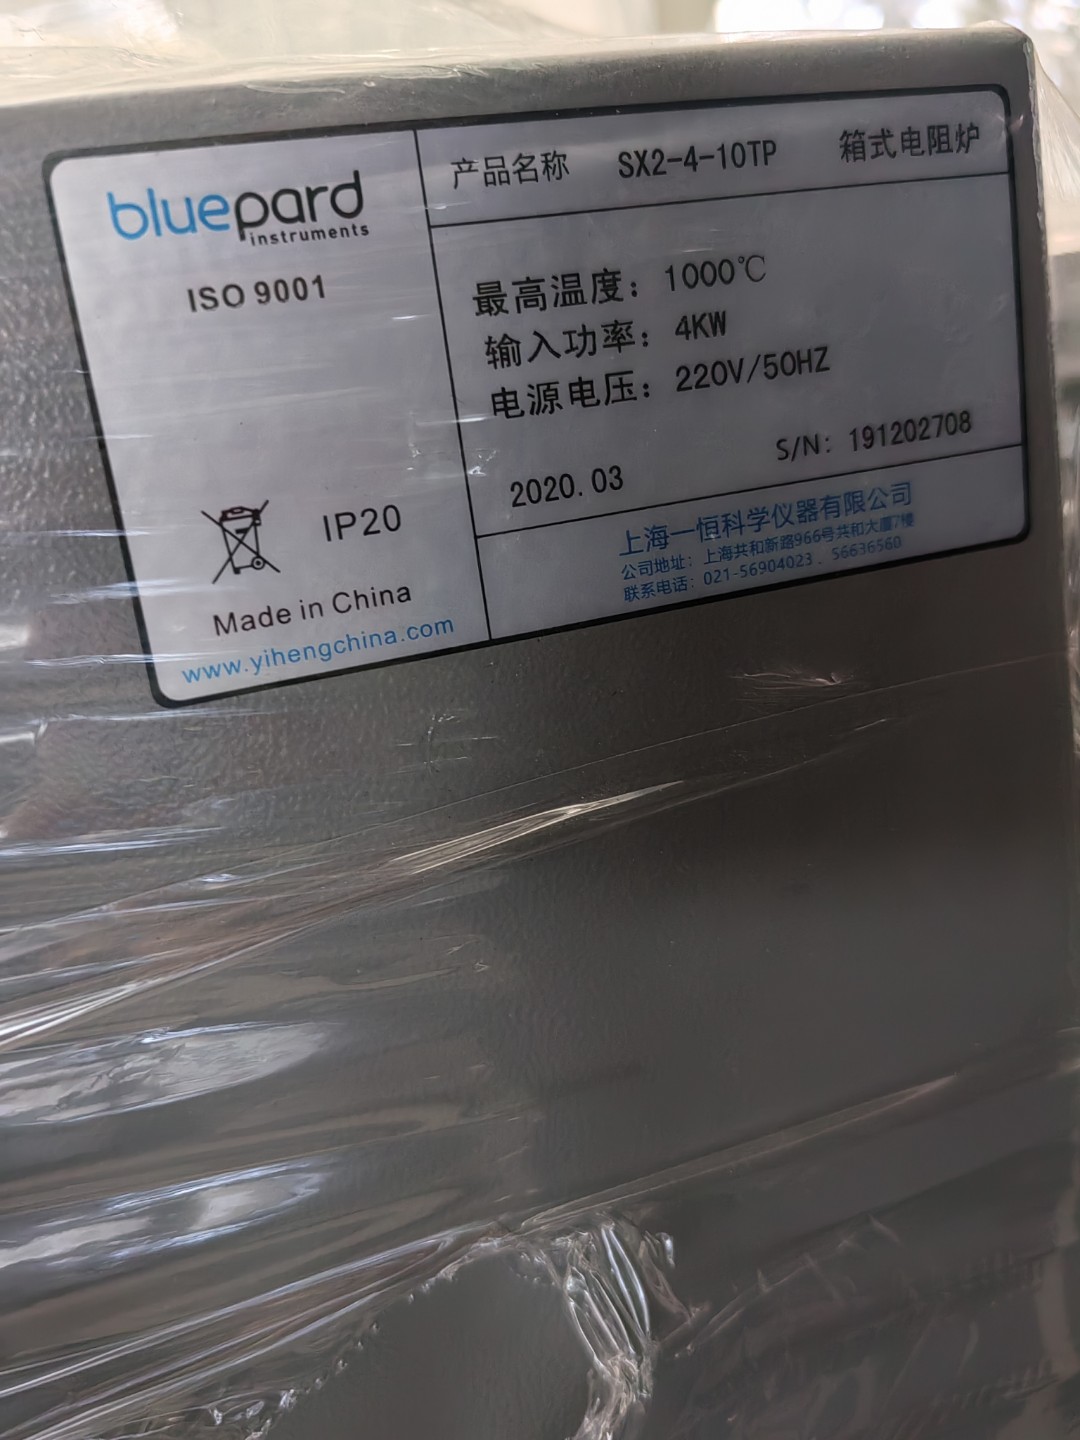 bluepard
instruments
ISO 9001
IP20
Made in China
www.yihengchina.com
产品名称 SX2-4-10TP 箱式电阻炉
最高温度：1000℃
输入功率：4KW
电源电压：220V/50HZ
S/N：191202708
2020.03
上海一恒科学仪器有限公司
公司地址：上海共和新路966号共和大厦7楼
联系电话：021-56904023、56636560